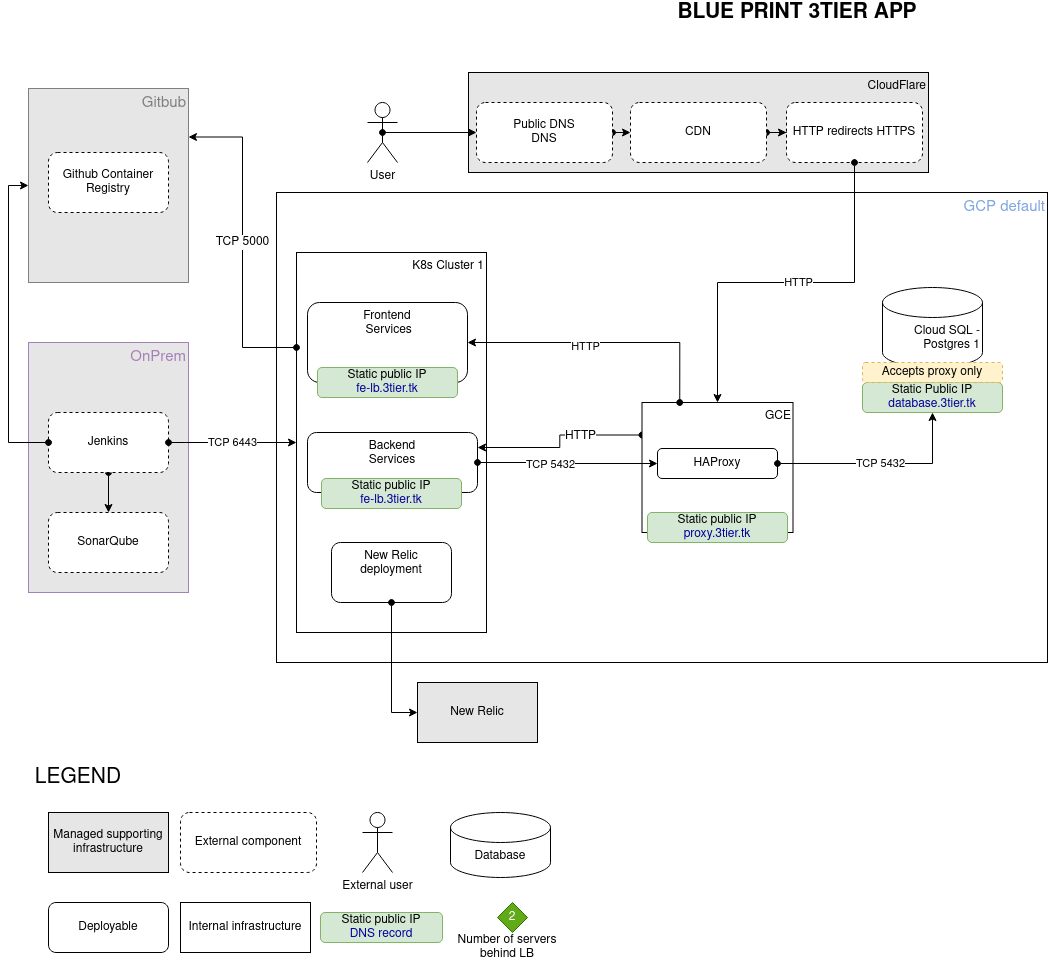 BLUE PRINT 3TIER APP
CloudFlare
Public DNS
DNS
CDN
HTTP redirects HTTPS
User
Gitbub
Github Container
Registry
TCP 5000
GCP default
K8s Cluster 1
Frontend
Services
Static public IP
fe-lb.3tier.tk
HTTP
HTTP
Cloud SQL -
Postgres 1
Accepts proxy only
Static Public IP
database.3tier.tk
OnPrem
Jenkins
TCP 6443
SonarQube
Backend
Services
Static public IP
fe-lb.3tier.tk
HTTP
TCP 5432
GCE
HAProxy
TCP 5432
Static public IP
proxy.3tier.tk
New Relic
deployment
New Relic
LEGEND
Managed supporting
infrastructure
External component
External user
Database
Deployable
Internal infrastructure
Static public IP
DNS record
2
Number of servers
behind LB